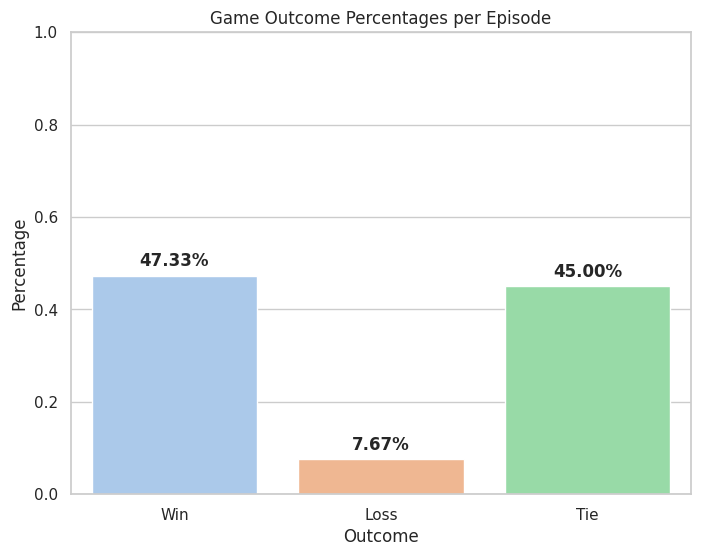 Game Outcome Percentages per Episode
1.0
0.8
0.6
0.4
0.2
0.0
Percentage
47.33%
7.67%
45.00%
Win
Loss
Tie
Outcome